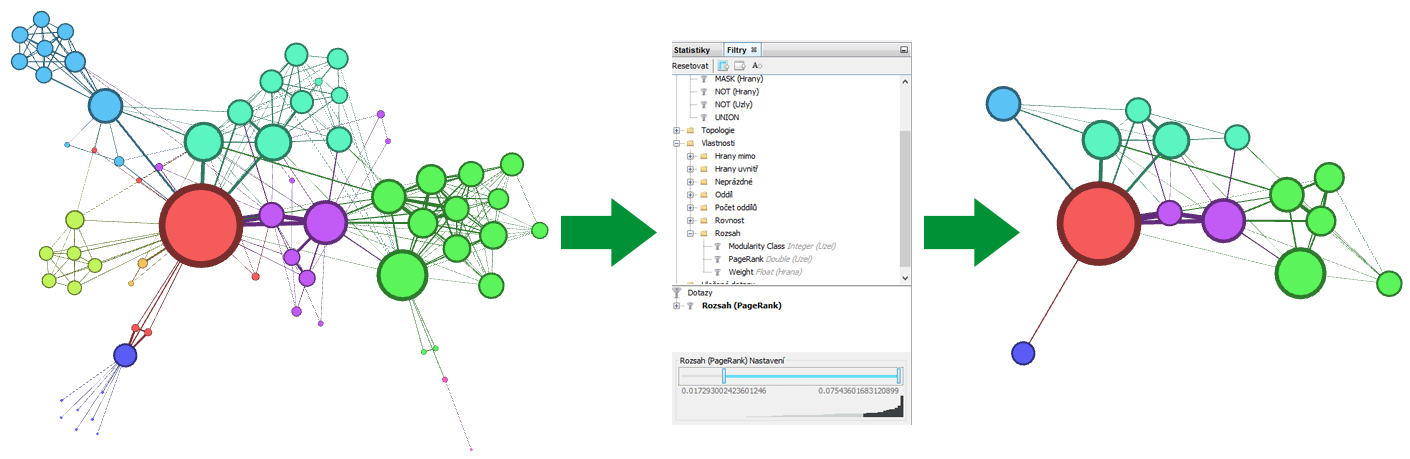 Statistiky Filtry
Resetovat
MASK (Hrany)
NOT (Hrany)
NOT (Uzly)
UNION
Topologie
Vlastnosti
Hrany mimo
Hrany uvnitř
Neprázdné
Oddíl
Počet oddílů
Rovnost
Rozsah
Modularity Class Integer (Uzel)
PageRank Double (Uzel)
Weight Float (Hrana)
Dotazy
Rozsah (PageRank)
Rozsah (PageRank) Nastavení
0.017293002423601246 0.07543601683120899